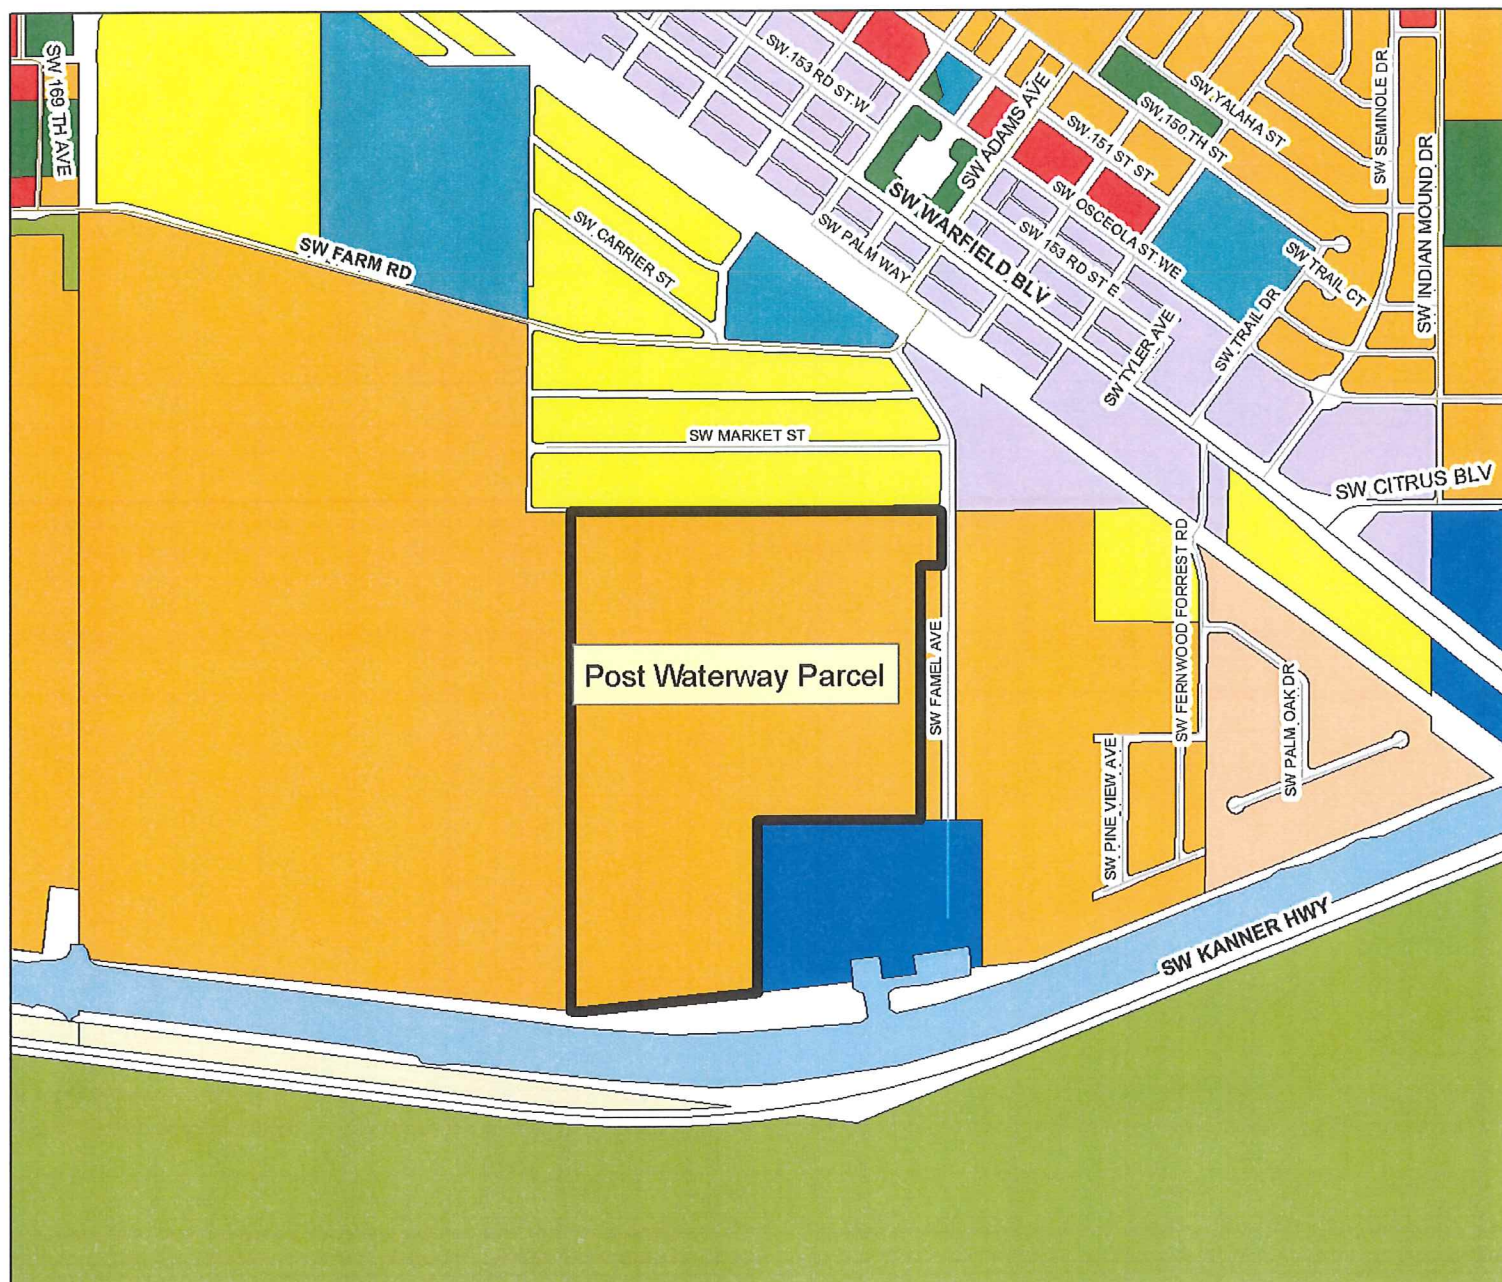 SW 169 TH AVE
SW 153 RD ST W
SW ADAMS AVE
SW YALAHA ST
SW 150 TH ST
SW 151 ST ST
SW SEMINOLE DR
SW INDIAN MOUND DR
SW FARM RD
SW CARRIER ST
SW PALM WAY
SW WARFIELD BLV
SW OSCEOLA ST WE
SW 153 RD ST E
SW TRAIL CT
SW TRAIL DR
SW TYLER AVE
SW MARKET ST
SW CITRUS BLV
SW FERNWOOD FORREST RD
Post Waterway Parcel
SW FAMEL AVE
SW PALM OAK DR
SW PINE VIEW AVE
SW KANNER HWY